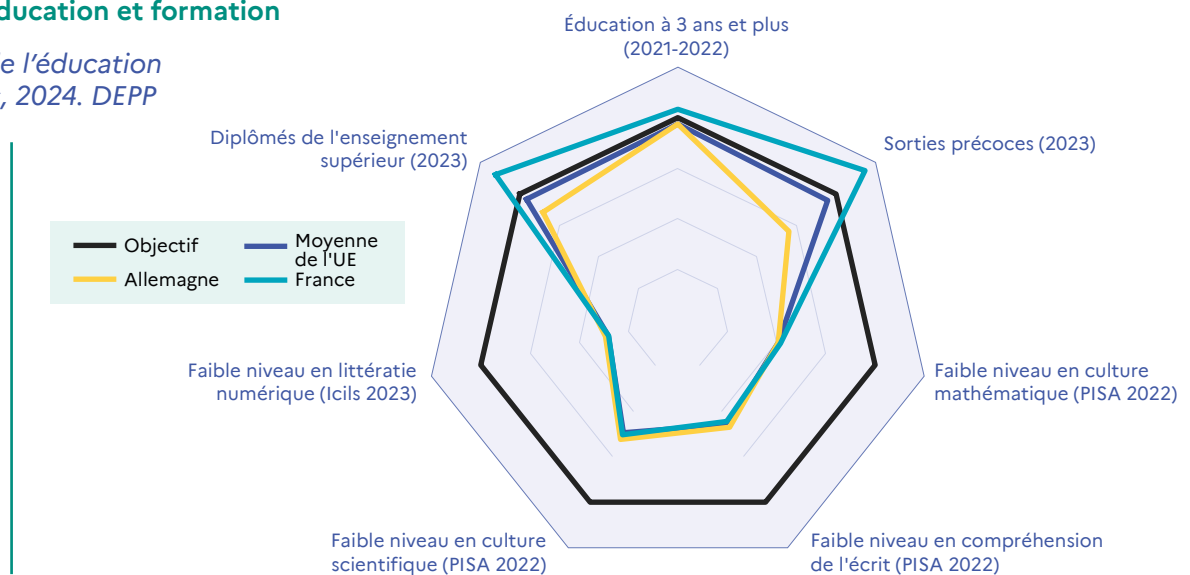 ducation et formation
e l'éducation
, 2024. DEPP
Éducation à 3 ans et plus
(2021-2022)
Diplômés de l'enseignement
supérieur (2023)
Sorties précoces (2023)
Objectif
Moyenne
de l'UE
Allemagne
France
Faible niveau en littératie
numérique (Icils 2023)
Faible niveau en culture
mathématique (PISA 2022)
Faible niveau en culture
scientifique (PISA 2022)
Faible niveau en compréhension
de l'écrit (PISA 2022)